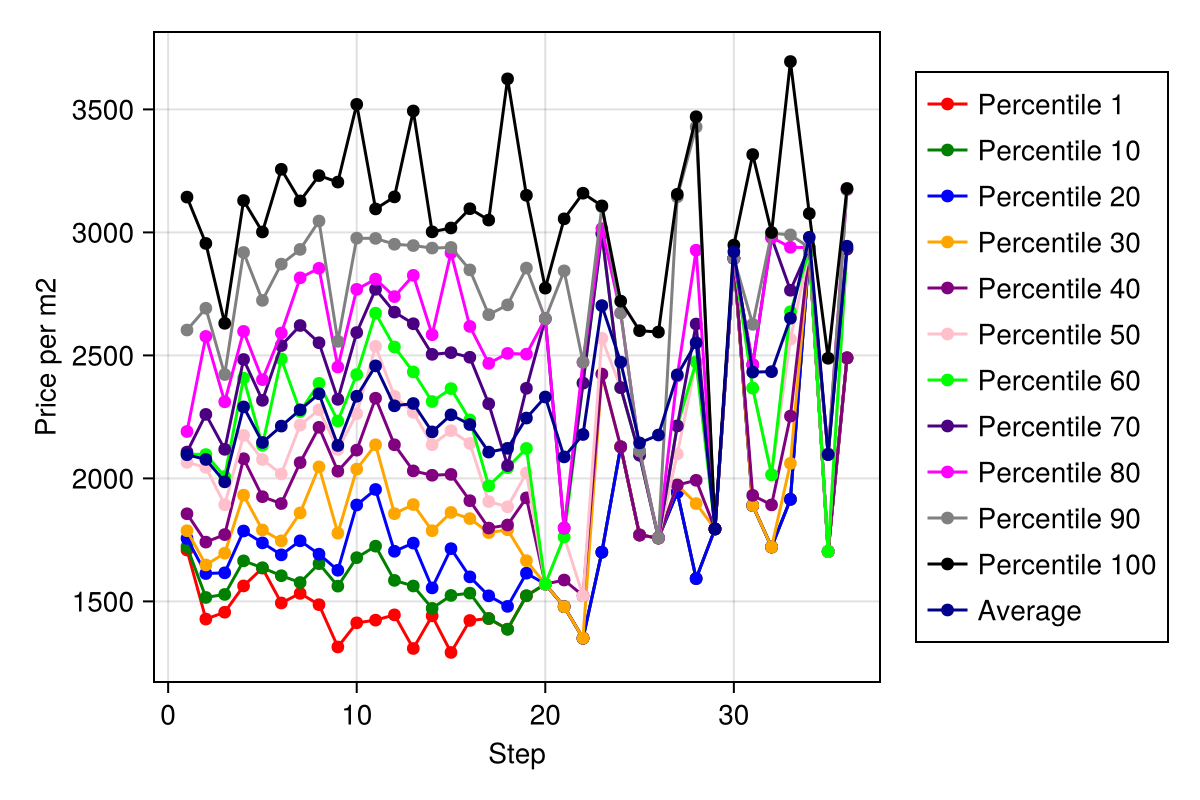 Price per m2
3500
3000
2500
2000
1500
0
10
20
30
Step
Percentile 1
Percentile 10
Percentile 20
Percentile 30
Percentile 40
Percentile 50
Percentile 60
Percentile 70
Percentile 80
Percentile 90
Percentile 100
Average